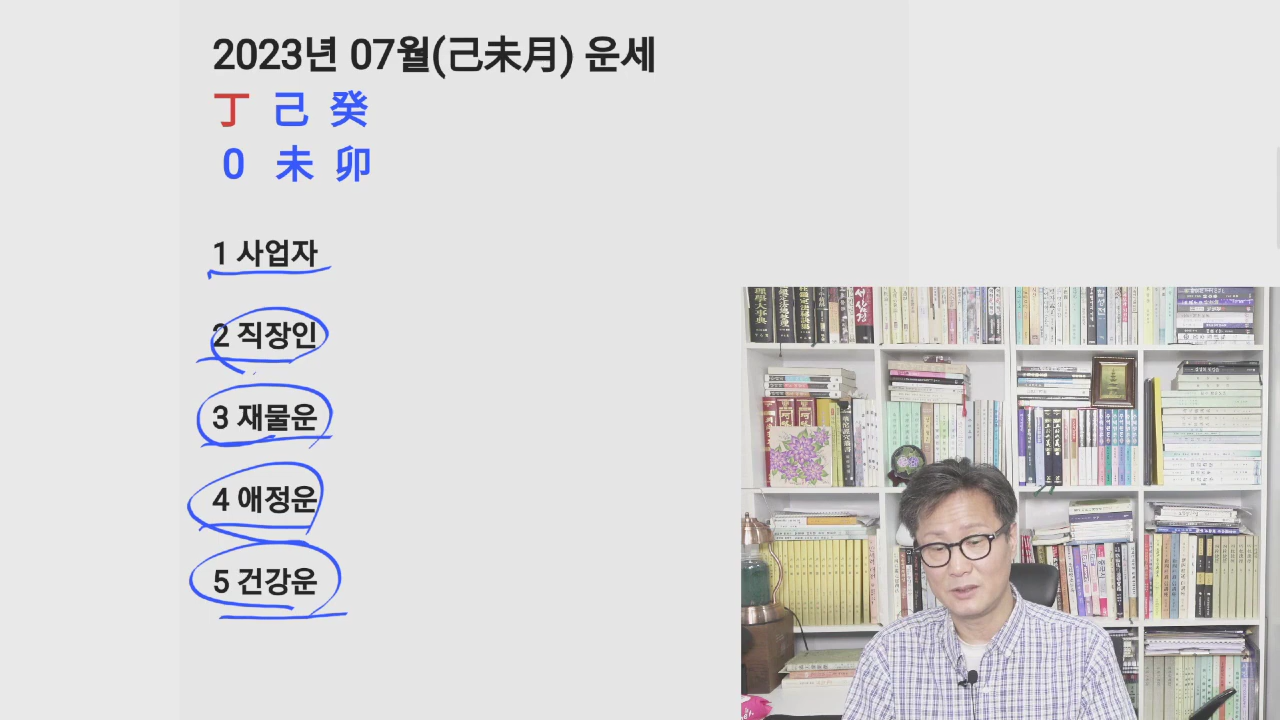 2023년 07월(己未月) 운세
丁 己 癸
0 未 卯
1 사업자
2 직장인
3 재물운
4 애정운
5 건강운